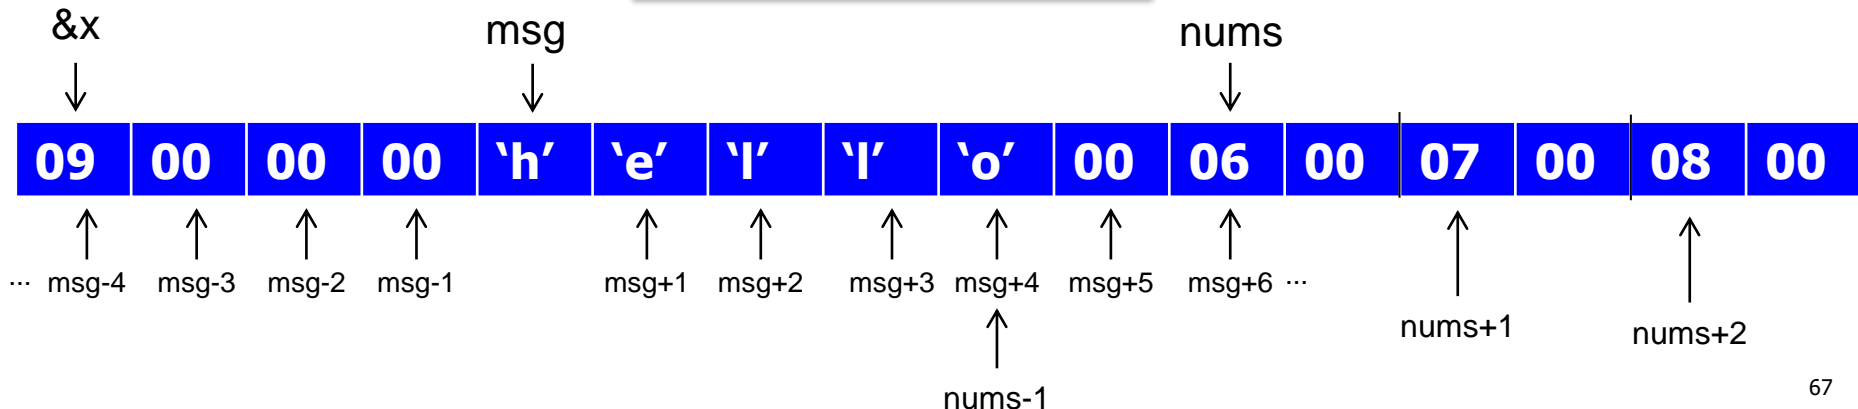 &x msg nums
09 00 00 00 ‘h’ ‘e’ ‘l’ ‘l’ ‘o’ 00 06 00 07 00 08 00
... msg-4 msg-3 msg-2 msg-1 msg+1 msg+2 msg+3 msg+4 msg+5 msg+6 ...
nums+1 nums+2
nums-1
67